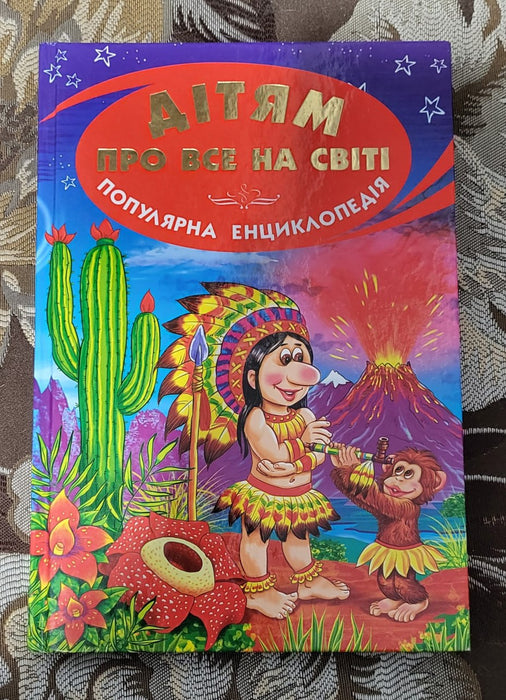 ДІТЯМ
ПРО ВСЕ НА СВІТІ
ПОПУЛЯРНА ЕНЦИКЛОПЕДІЯ